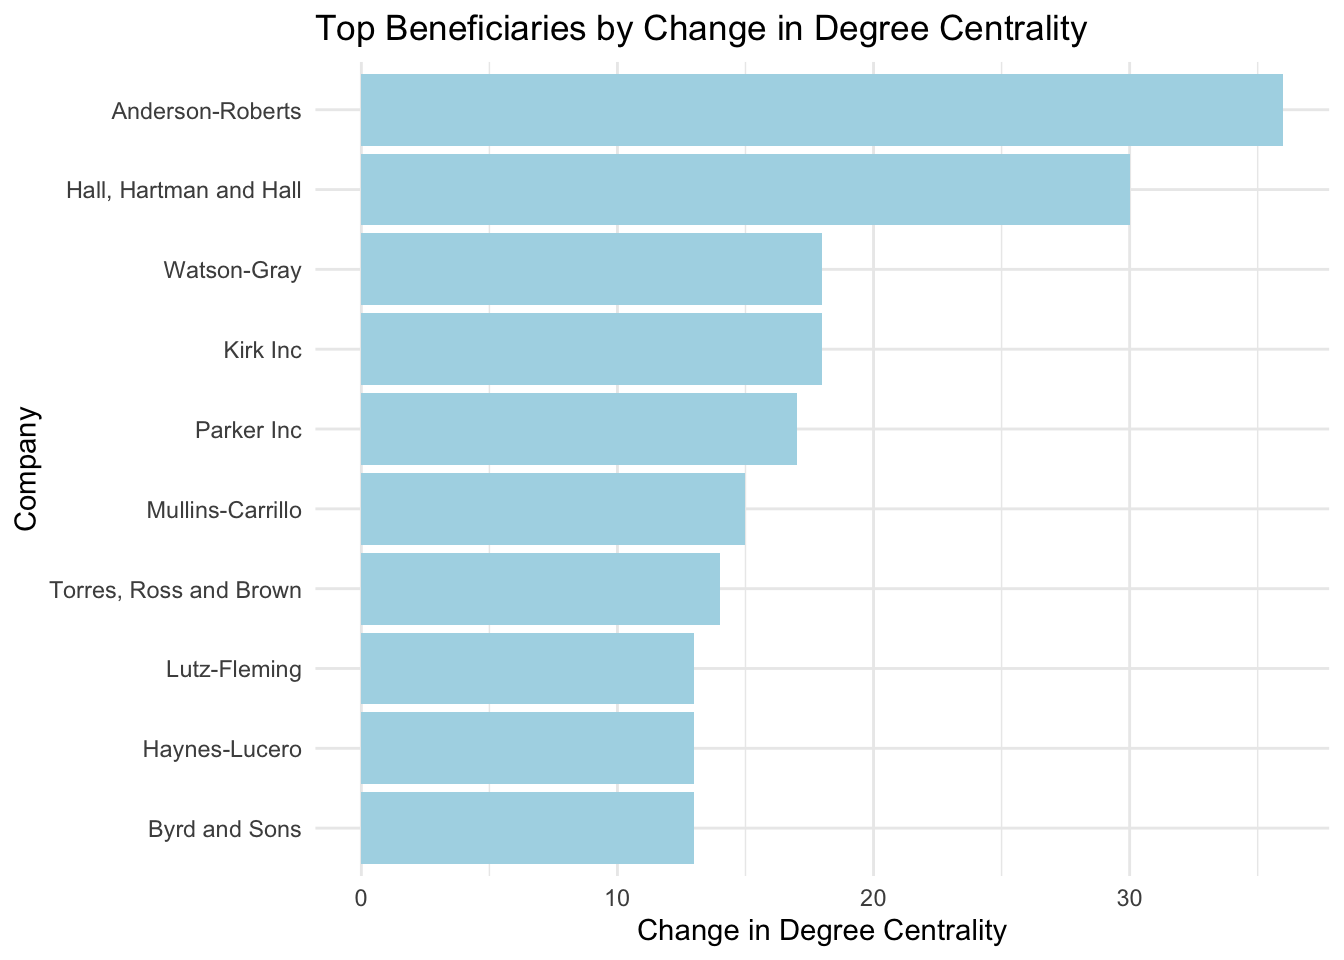 Top Beneficiaries by Change in Degree Centrality
Company
Anderson-Roberts
Hall, Hartman and Hall
Watson-Gray
Kirk Inc
Parker Inc
Mullins-Carrillo
Torres, Ross and Brown
Lutz-Fleming
Haynes-Lucero
Byrd and Sons
0 10 20 30
Change in Degree Centrality